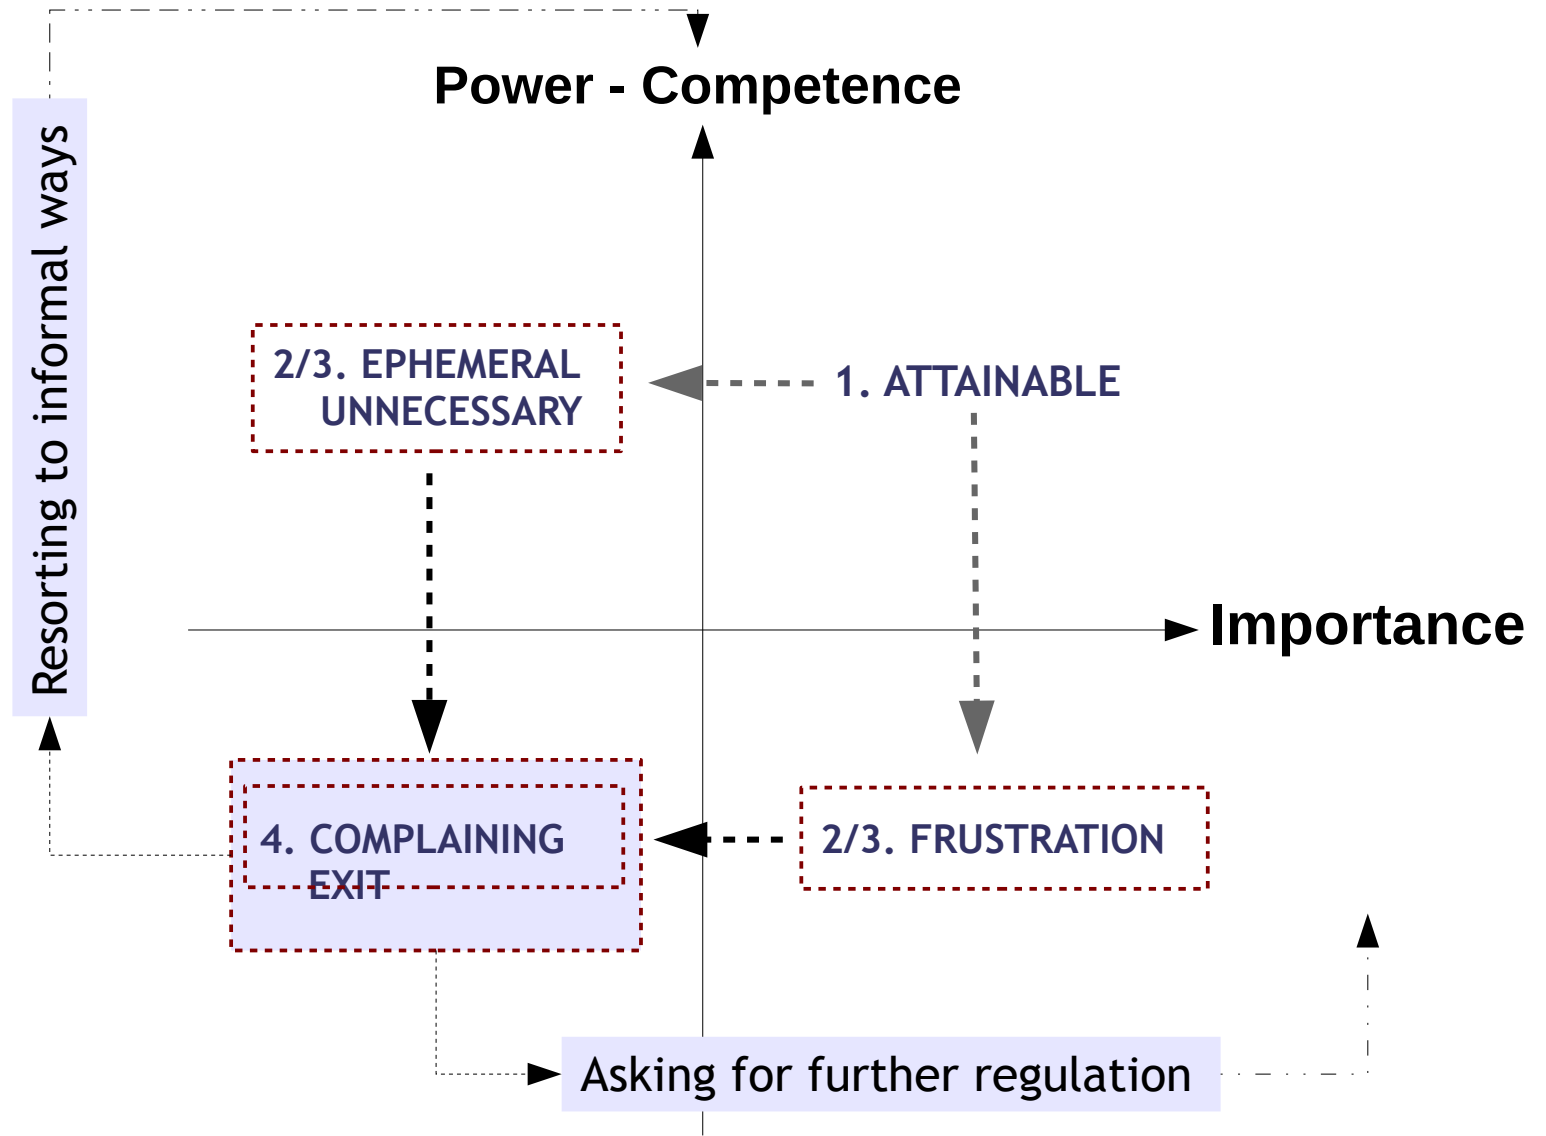 Power - Competence
Resorting to informal ways
2/3. EPHEMERAL
UNNECESSARY
1. ATTAINABLE
Importance
4. COMPLAINING
EXIT
2/3. FRUSTRATION
Asking for further regulation